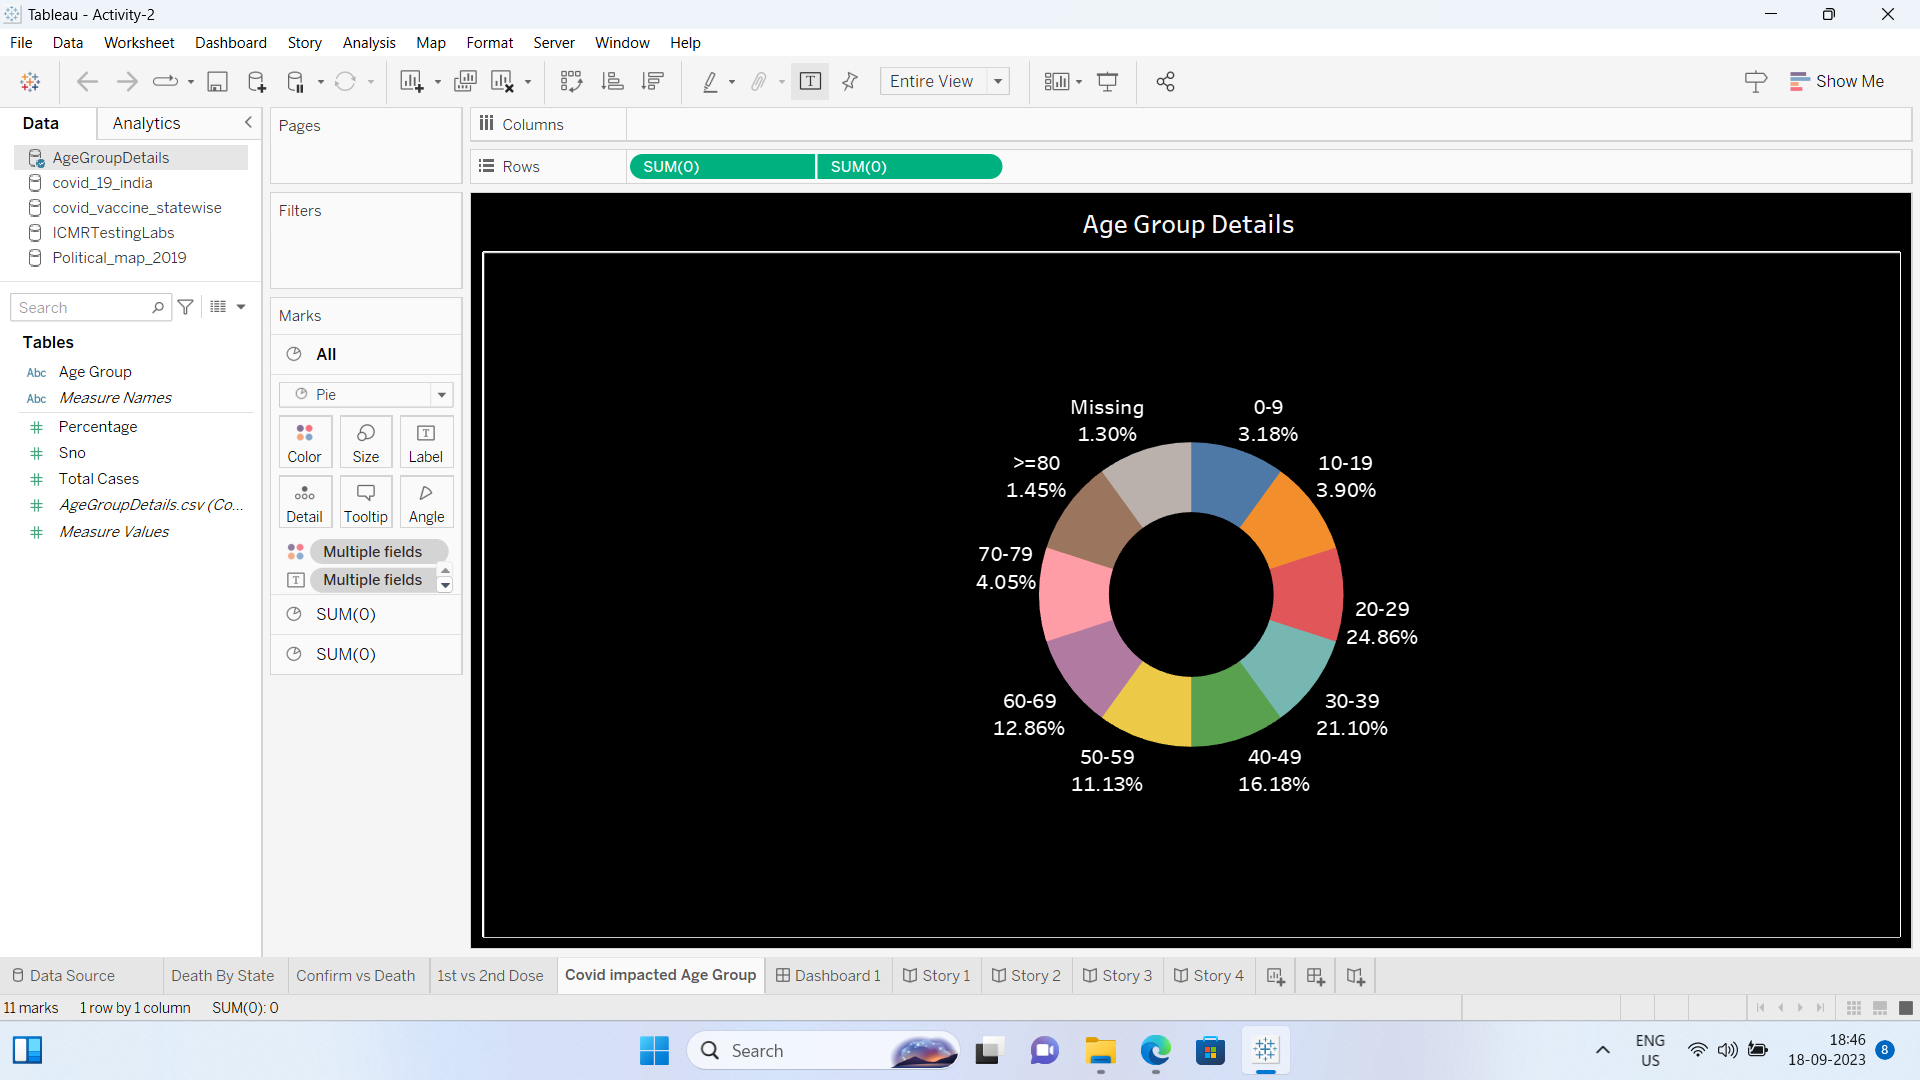 Tableau - Activity-2
File Data Worksheet Dashboard Story Analysis Map Format Server Window Help
Entire View
Show Me
Data Analytics
AgeGroupDetails
covid_19_india
covid_vaccine_statewise
ICMRTestingLabs
Political_map_2019
Search
Tables
Abc Age Group
Abc Measure Names
Percentage
Sno
Total Cases
AgeGroupDetails.csv (Co...
Measure Values
Pages
Filters
Marks
All
Pie
Color Size Label
Detail Tooltip Angle
Multiple fields
Multiple fields
SUM(0)
SUM(0)
Columns
Rows SUM(0) SUM(0)
Age Group Details
Missing
1.30%
0-9
3.18%
>=80
1.45%
10-19
3.90%
70-79
4.05%
20-29
24.86%
60-69
12.86%
30-39
21.10%
50-59
11.13%
40-49
16.18%
Data Source Death By State Confirm vs Death 1st vs 2nd Dose Covid impacted Age Group Dashboard 1 Story 1 Story 2 Story 3 Story 4
11 marks 1 row by 1 column SUM(0): 0
Search
ENG
US
18:46
18-09-2023
8